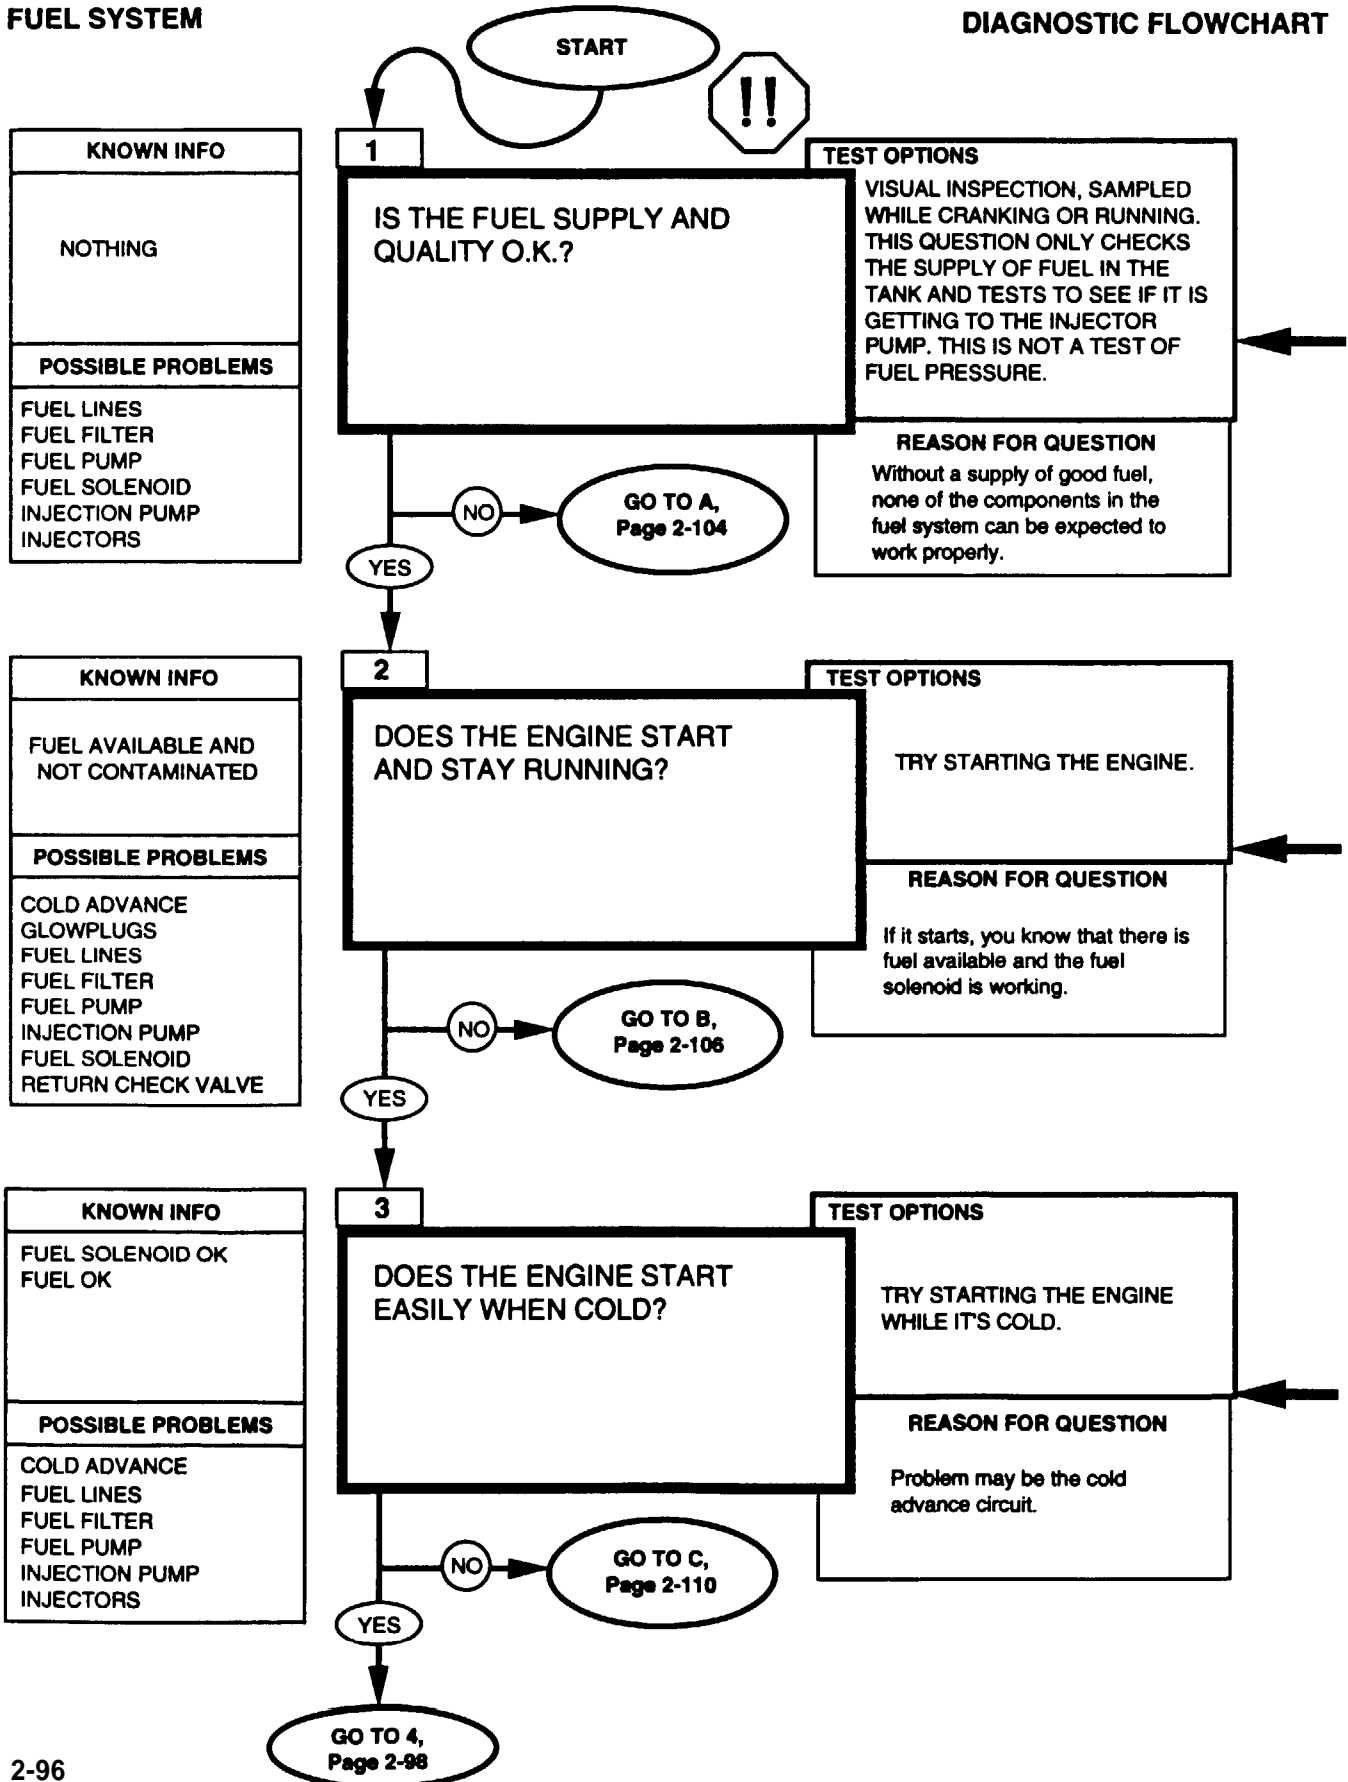 FUEL SYSTEM
DIAGNOSTIC FLOWCHART
START
!!
KNOWN INFO
NOTHING
POSSIBLE PROBLEMS
FUEL LINES
FUEL FILTER
FUEL PUMP
FUEL SOLENOID
INJECTION PUMP
INJECTORS
1
IS THE FUEL SUPPLY AND
QUALITY O.K.?
TEST OPTIONS
VISUAL INSPECTION, SAMPLED
WHILE CRANKING OR RUNNING.
THIS QUESTION ONLY CHECKS
THE SUPPLY OF FUEL IN THE
TANK AND TESTS TO SEE IF IT IS
GETTING TO THE INJECTOR
PUMP. THIS IS NOT A TEST OF
FUEL PRESSURE.
REASON FOR QUESTION
Without a supply of good fuel,
none of the components in the
fuel system can be expected to
work properly.
NO
GO TO A,
Page 2-104
YES
KNOWN INFO
FUEL AVAILABLE AND
NOT CONTAMINATED
POSSIBLE PROBLEMS
COLD ADVANCE
GLOWPLUGS
FUEL LINES
FUEL FILTER
FUEL PUMP
INJECTION PUMP
FUEL SOLENOID
RETURN CHECK VALVE
2
DOES THE ENGINE START
AND STAY RUNNING?
TEST OPTIONS
TRY STARTING THE ENGINE.
REASON FOR QUESTION
If it starts, you know that there is
fuel available and the fuel
solenoid is working.
NO
GO TO B,
Page 2-106
YES
KNOWN INFO
FUEL SOLENOID OK
FUEL OK
POSSIBLE PROBLEMS
COLD ADVANCE
FUEL LINES
FUEL FILTER
FUEL PUMP
INJECTION PUMP
INJECTORS
3
DOES THE ENGINE START
EASILY WHEN COLD?
TEST OPTIONS
TRY STARTING THE ENGINE
WHILE IT'S COLD.
REASON FOR QUESTION
Problem may be the cold
advance circuit.
NO
GO TO C,
Page 2-110
YES
GO TO 4,
Page 2-98
2-96